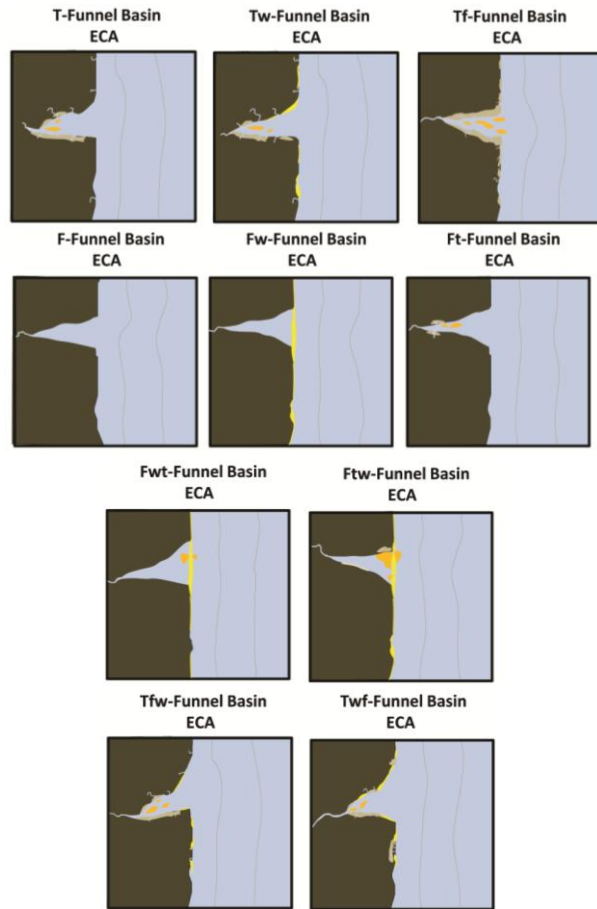 T-Funnel Basin
ECA
Tw-Funnel Basin
ECA
Tf-Funnel Basin
ECA
F-Funnel Basin
ECA
Fw-Funnel Basin
ECA
Ft-Funnel Basin
ECA
Fwt-Funnel Basin
ECA
Ftw-Funnel Basin
ECA
Tfw-Funnel Basin
ECA
Twf-Funnel Basin
ECA